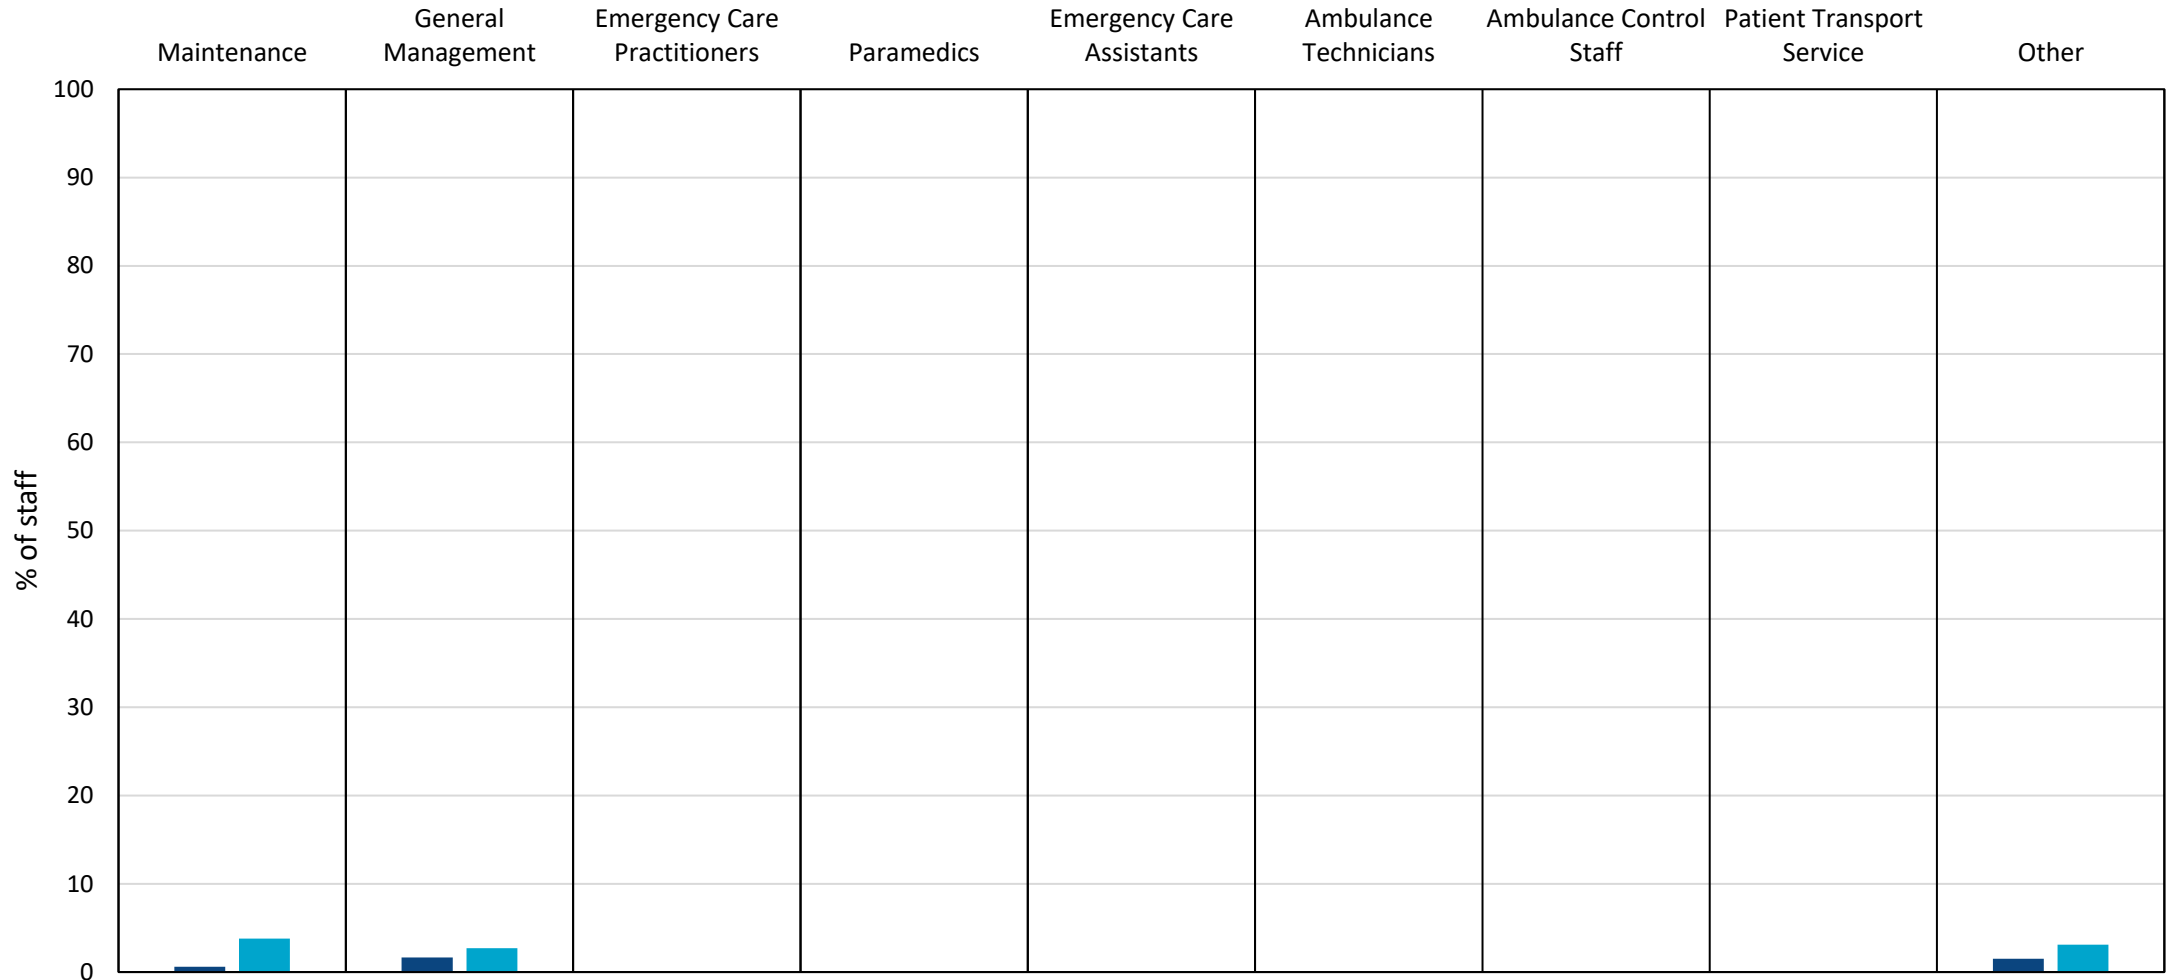 Maintenance
General
Management
Emergency Care
Practitioners
Paramedics
Emergency Care
Assistants
Ambulance
Technicians
Ambulance Control
Staff
Patient Transport
Service
Other
100
90
80
70
60
50
40
30
20
10
0
% of staff